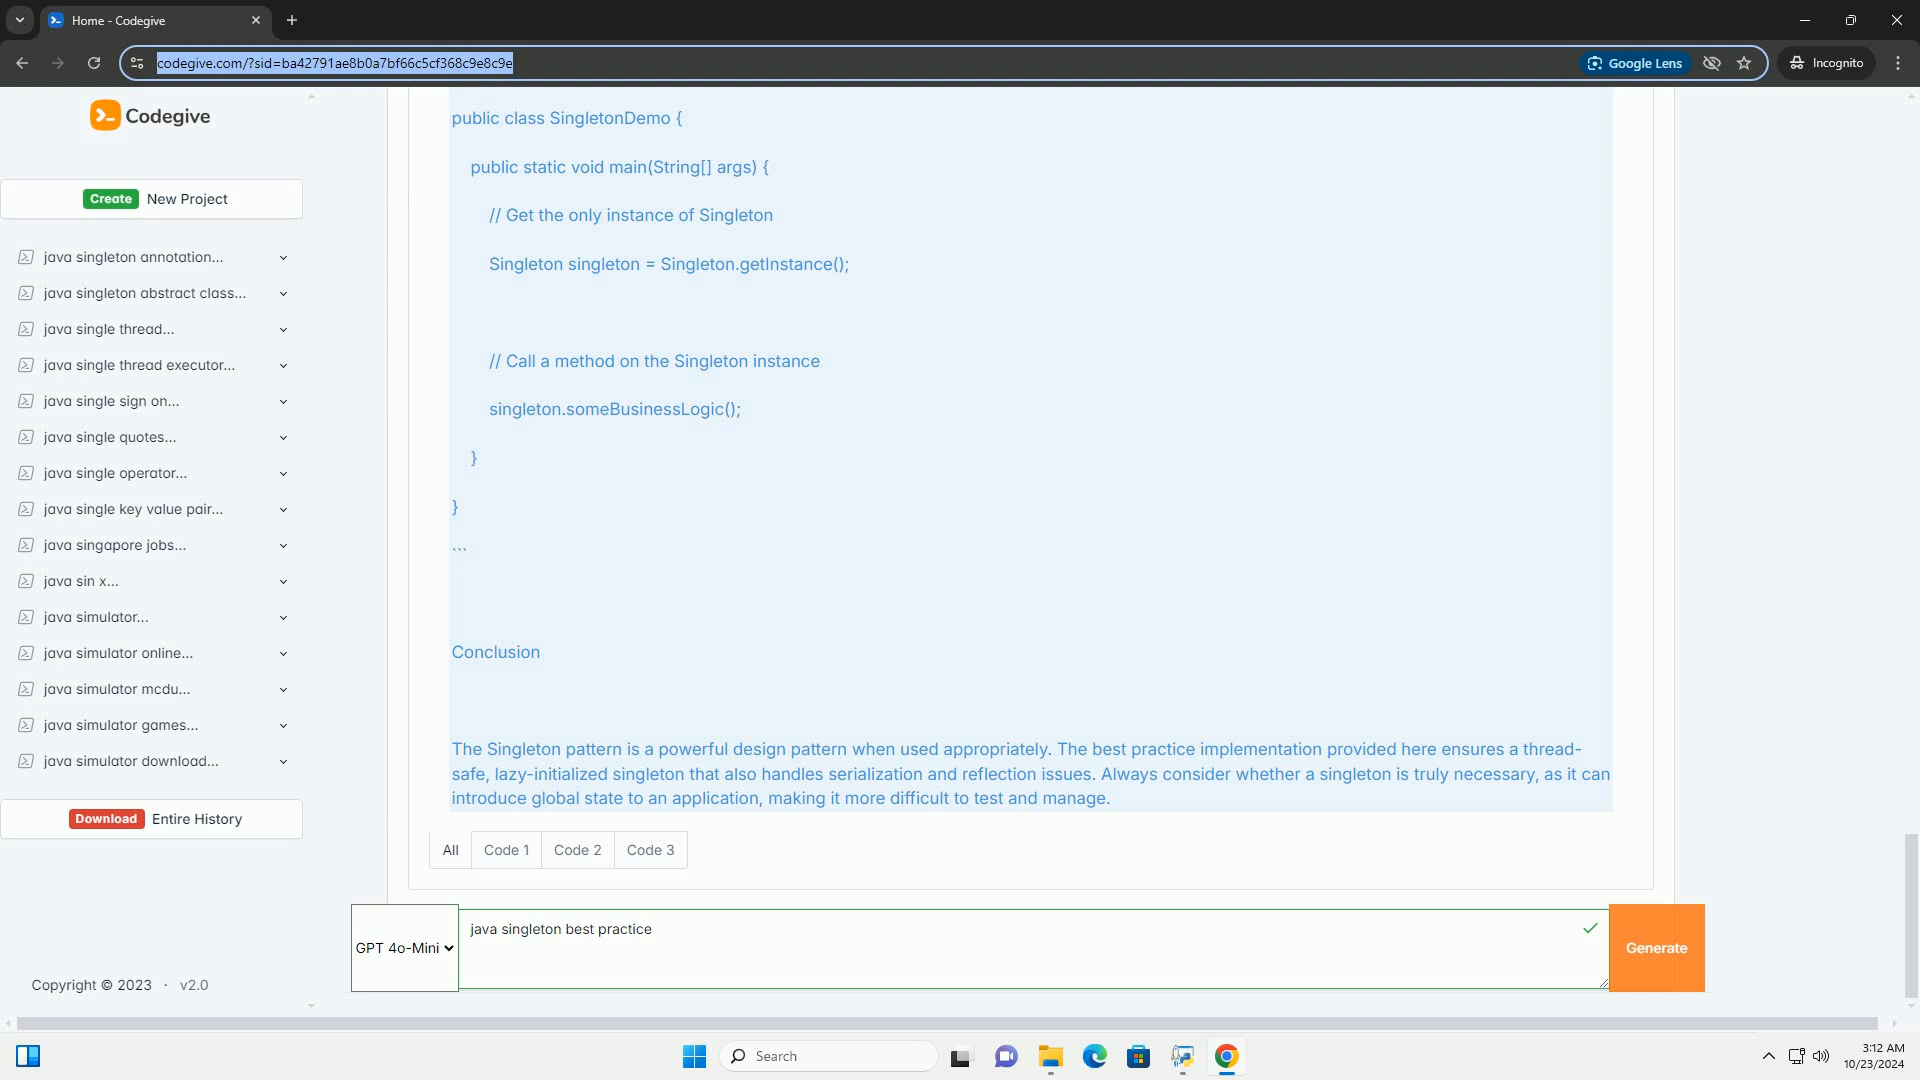 Home - Codegive
codegive.com/?sid=ba42791ae8b0a7bf66c5cf368c9e8c9e
Google Lens
Incognito
Codegive
Create New Project
java singleton annotation...
java singleton abstract class...
java single thread...
java single thread executor...
java single sign on...
java single quotes...
java single operator...
java single key value pair...
java singapore jobs...
java sin x...
java simulator...
java simulator online...
java simulator mcdu...
java simulator games...
java simulator download...
Download Entire History
Copyright © 2023 · v2.0
public class SingletonDemo {
public static void main(String[] args) {
// Get the only instance of Singleton
Singleton singleton = Singleton.getInstance();
// Call a method on the Singleton instance
singleton.someBusinessLogic();
}
}
```
Conclusion
The Singleton pattern is a powerful design pattern when used appropriately. The best practice implementation provided here ensures a thread-
safe, lazy-initialized singleton that also handles serialization and reflection issues. Always consider whether a singleton is truly necessary, as it can
introduce global state to an application, making it more difficult to test and manage.
All Code 1 Code 2 Code 3
GPT 4o-Mini
java singleton best practice
Generate
Search
3:12 AM
10/23/2024